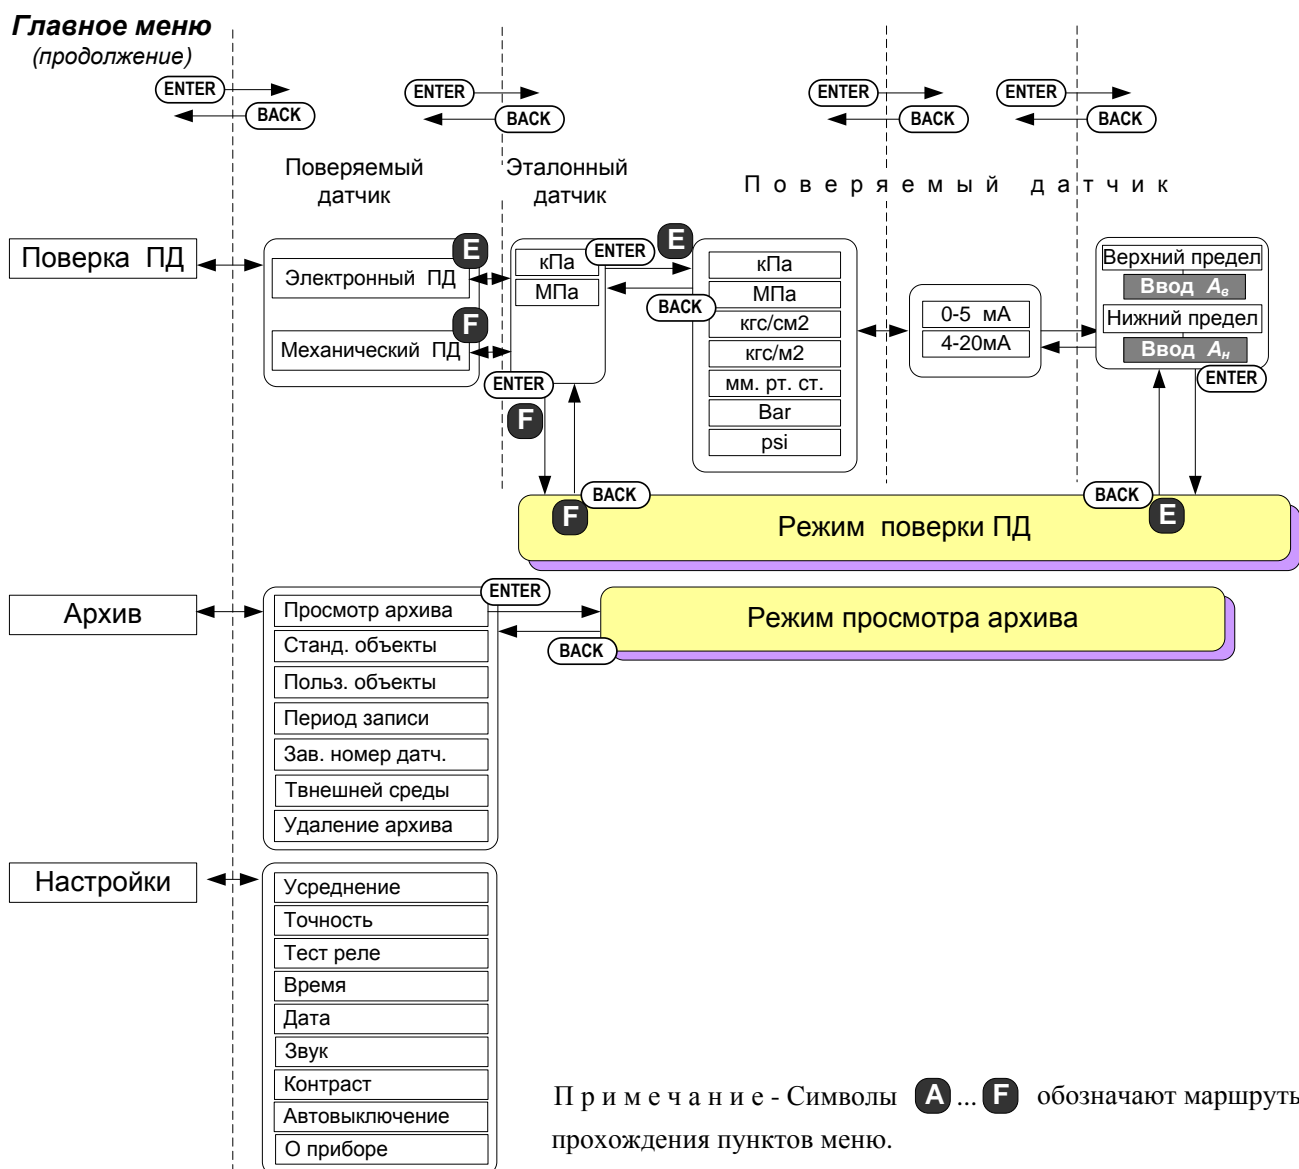 Главное меню
(продолжение)
ENTER
BACK
ENTER
BACK
ENTER
BACK
ENTER
BACK
Поверяемый
датчик
Эталонный
датчик
Поверяемый датчик
Поверка ПД
E
Электронный ПД
F
Механический ПД
кПа
МПа
ENTER
E
BACK
ENTER
F
кПа
МПа
кгс/см2
кгс/м2
мм. рт. ст.
Bar
psi
0-5 мА
4-20мА
Верхний предел
Ввод Aв
Нижний предел
Ввод Aн
ENTER
BACK
F
BACK
E
Режим поверки ПД
Архив
Просмотр архива
Станд. объекты
Польз. объекты
Период записи
Зав. номер датч.
Твнешней среды
Удаление архива
ENTER
BACK
Режим просмотра архива
Настройки
Усреднение
Точность
Тест реле
Время
Дата
Звук
Контраст
Автовыключение
О приборе
Примечание - Символы A ... F обозначают маршруты
прохождения пунктов меню.